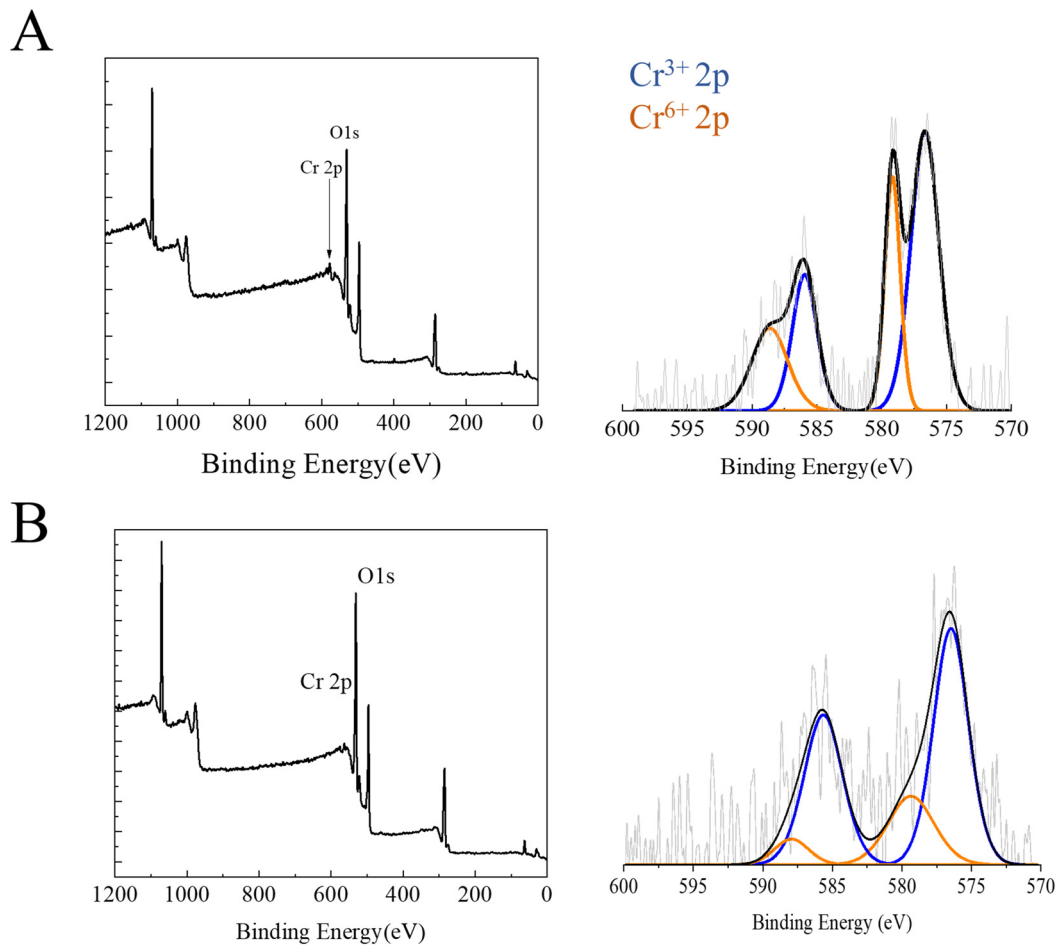 A
Cr³⁺ 2p
Cr⁶⁺ 2p
O1s
Cr 2p
1200 1000 800 600 400 200 0
Binding Energy(eV)
600 595 590 585 580 575 570
Binding Energy(eV)
B
O1s
Cr 2p
1200 1000 800 600 400 200 0
Binding Energy(eV)
600 595 590 585 580 575 570
Binding Energy (eV)